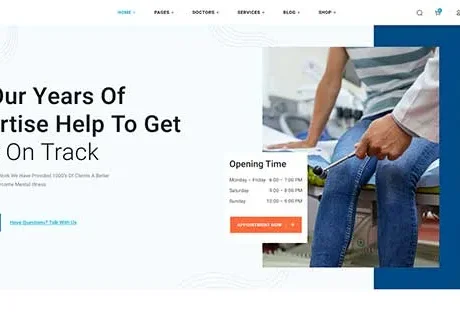 HOME + PAGES + DOCTORS + SERVICES + BLOG + SHOP +
Our Years Of
rtise Help To Get
On Track
Work We Have Provided 1000'S Of Clients A Better
rcome Mental Illness.
Have Questions? Talk With Us
Opening Time
Monday – Friday 8:00 – 7:00 PM
Saturday 9:00 – 8:00 PM
Sunday 10:00 – 9:00 PM
APPOINTMENT NOW